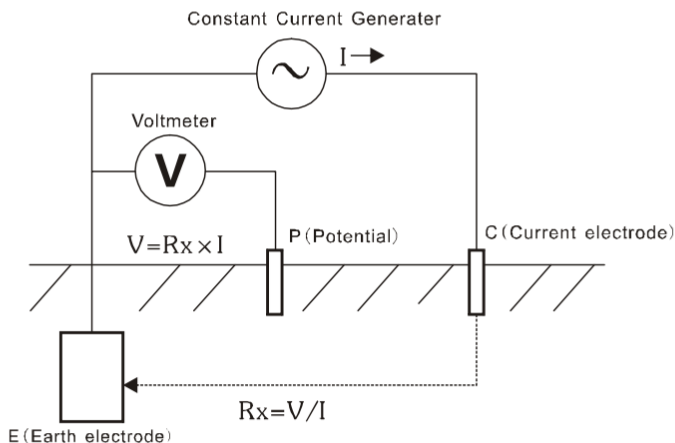 Constant Current Generater
I
Voltmeter
V
V=Rx×I
P(Potential)
C(Current electrode)
Rx=V/I
E(Earth electrode)